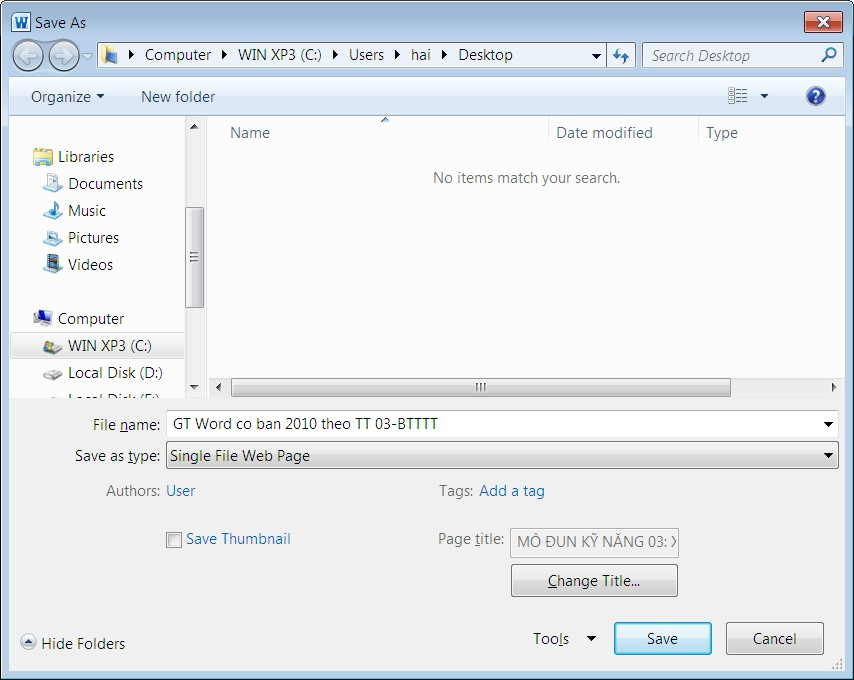 Save As
Computer WIN XP3 (C:) Users hai Desktop Search Desktop
Organize New folder
Name Date modified Type
No items match your search.
Libraries
Documents
Music
Pictures
Videos
Computer
WIN XP3 (C:)
Local Disk (D:)
File name: GT Word co ban 2010 theo TT 03-BTTTT
Save as type: Single File Web Page
Authors: User Tags: Add a tag
Save Thumbnail Page title: MÔ ĐUN KỸ NĂNG 03:
Change Title...
Hide Folders Tools Save Cancel